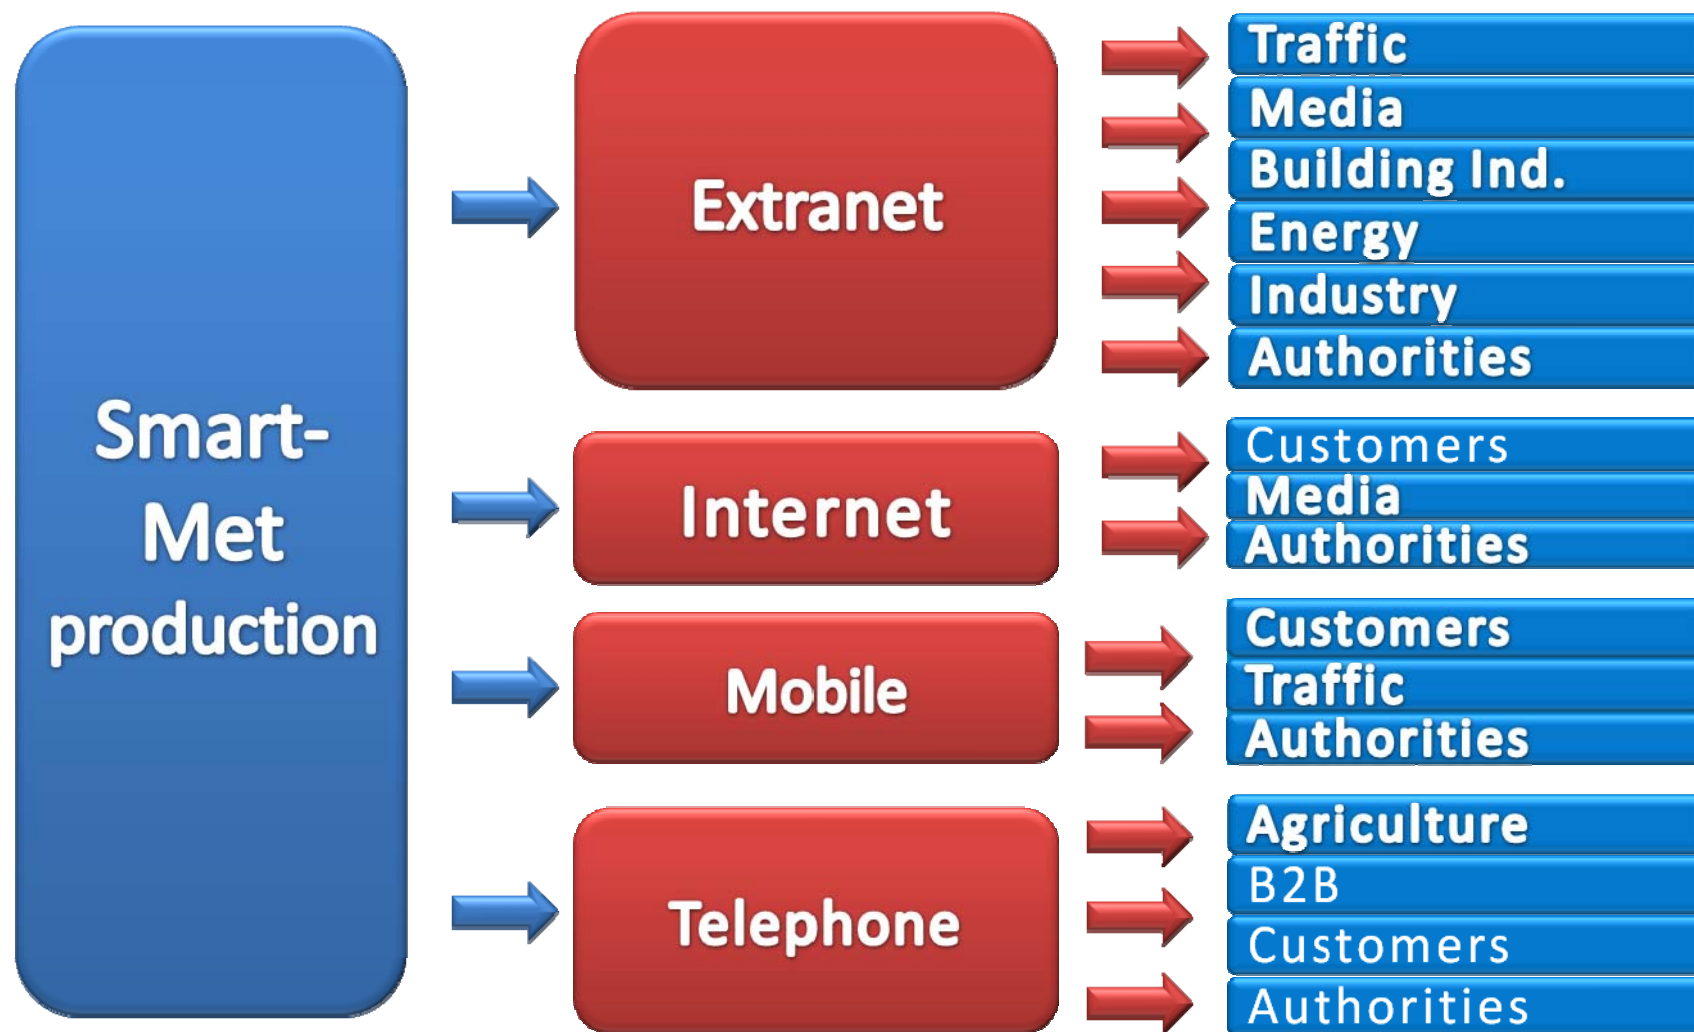 Smart-
Met
production
Extranet
Traffic
Media
Building Ind.
Energy
Industry
Authorities
Internet
Customers
Media
Authorities
Mobile
Customers
Traffic
Authorities
Telephone
Agriculture
B2B
Customers
Authorities